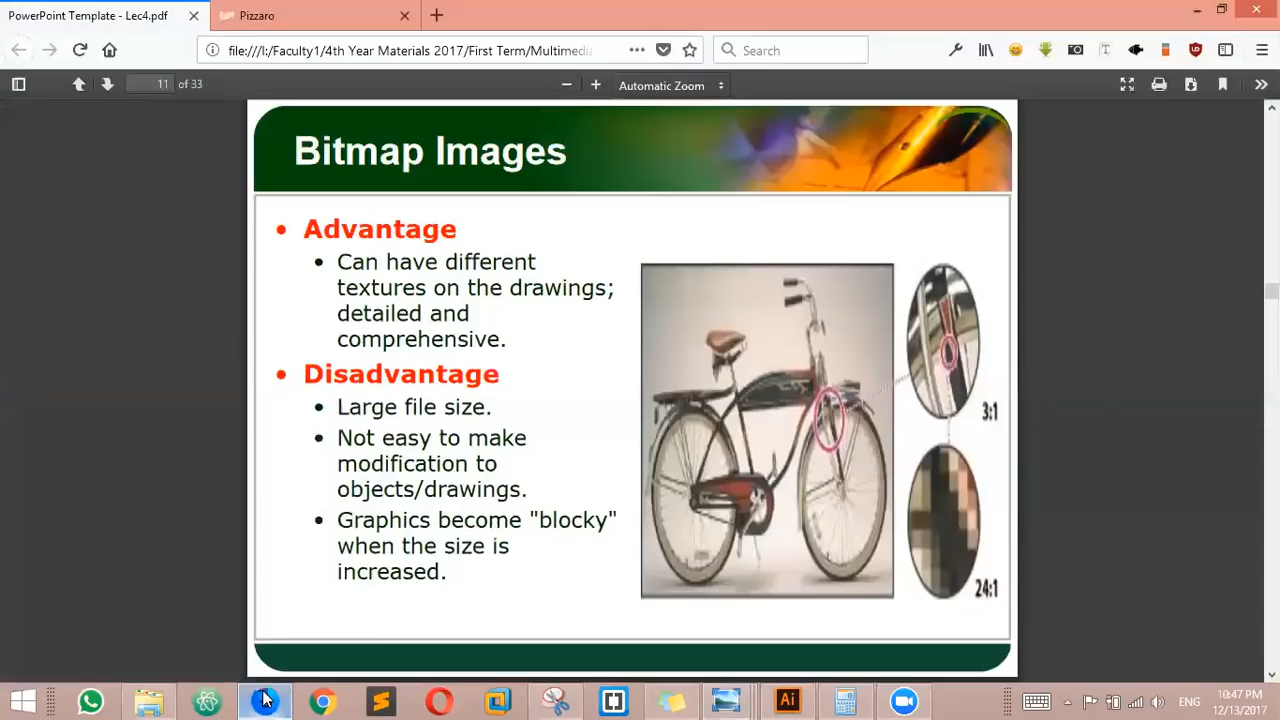 PowerPoint Template - Lec4.pdf
Pizzaro
file:///I:/Faculty1/4th Year Materials 2017/First Term/Multimedi
Search
11 of 33
Automatic Zoom
Bitmap Images
• Advantage
• Can have different
textures on the drawings;
detailed and
comprehensive.
• Disadvantage
• Large file size.
• Not easy to make
modification to
objects/drawings.
• Graphics become "blocky"
when the size is
increased.
3:1
24:1
Ai
ENG
10:47 PM
12/13/2017